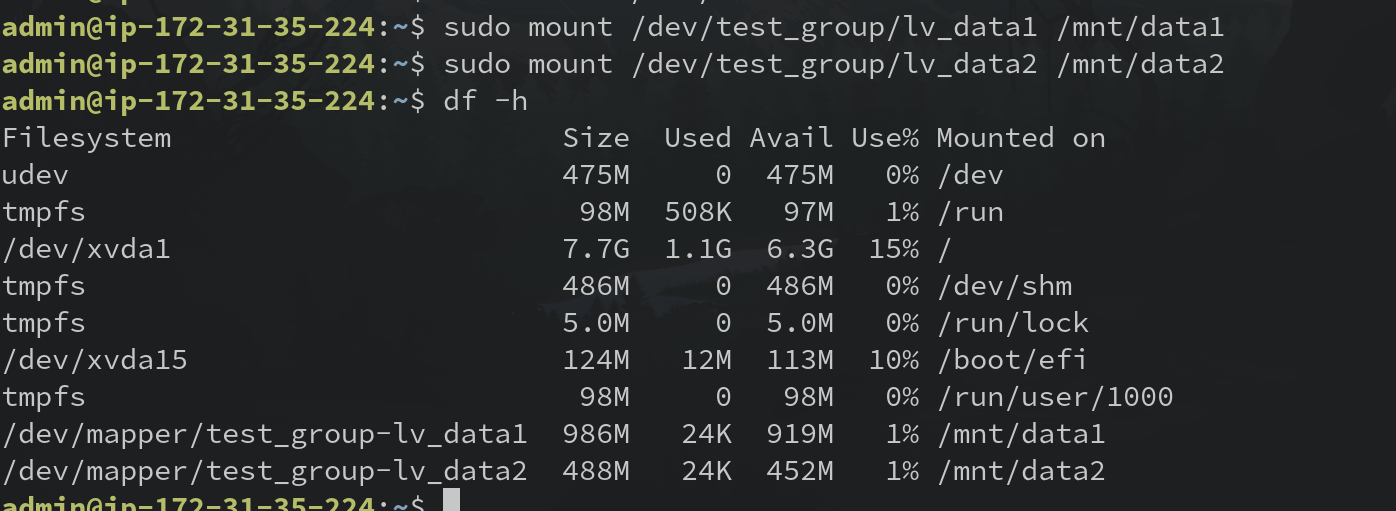 admin@ip-172-31-35-224:~$ sudo mount /dev/test_group/lv_data1 /mnt/data1
admin@ip-172-31-35-224:~$ sudo mount /dev/test_group/lv_data2 /mnt/data2
admin@ip-172-31-35-224:~$ df -h
Filesystem                       Size  Used Avail Use% Mounted on
udev                             475M     0  475M   0% /dev
tmpfs                             98M  508K   97M   1% /run
/dev/xvda1                       7.7G  1.1G  6.3G  15% /
tmpfs                            486M     0  486M   0% /dev/shm
tmpfs                            5.0M     0  5.0M   0% /run/lock
/dev/xvda15                      124M   12M  113M  10% /boot/efi
tmpfs                             98M     0   98M   0% /run/user/1000
/dev/mapper/test_group-lv_data1  986M   24K  919M   1% /mnt/data1
/dev/mapper/test_group-lv_data2  488M   24K  452M   1% /mnt/data2
admin@ip-172-31-35-224:~$